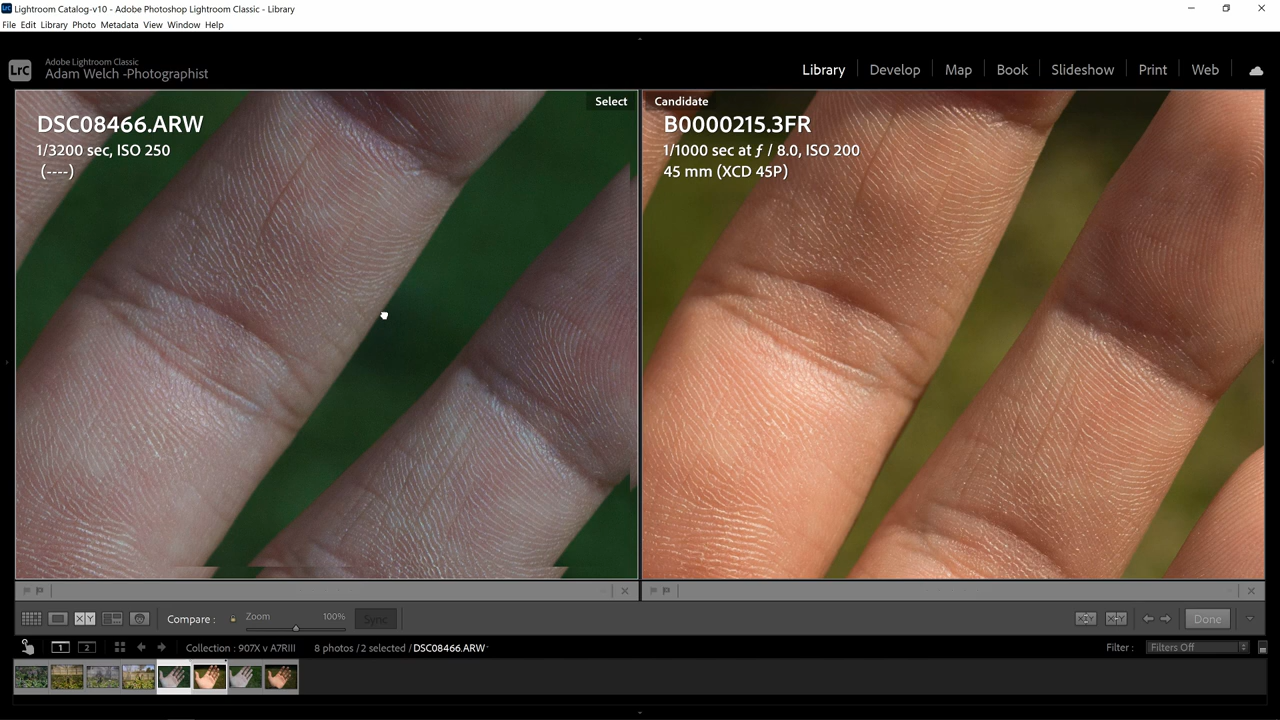 Lightroom Catalog-v10 - Adobe Photoshop Lightroom Classic - Library
File Edit Library Photo Metadata View Window Help
LrC
Adobe Lightroom Classic
Adam Welch -Photographist
Library Develop Map Book Slideshow Print Web
Select
DSC08466.ARW
1/3200 sec, ISO 250
(----)
Candidate
B0000215.3FR
1/1000 sec at ƒ / 8.0, ISO 200
45 mm (XCD 45P)
Compare : Zoom 100% Sync Done
1 2 Collection : 907X v A7RIII 8 photos / 2 selected / DSC08466.ARW Filter : Filters Off